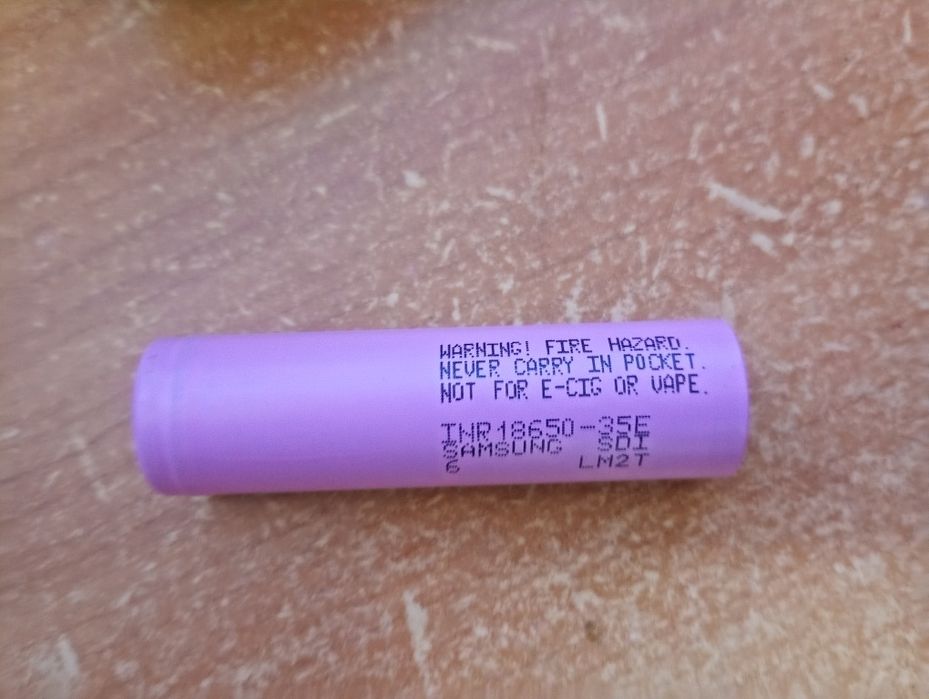 WARNING! FIRE HAZARD.
NEVER CARRY IN POCKET.
NOT FOR E-CIG OR VAPE.
INR18650-35E
SAMSUNG SDI
6 LM2T